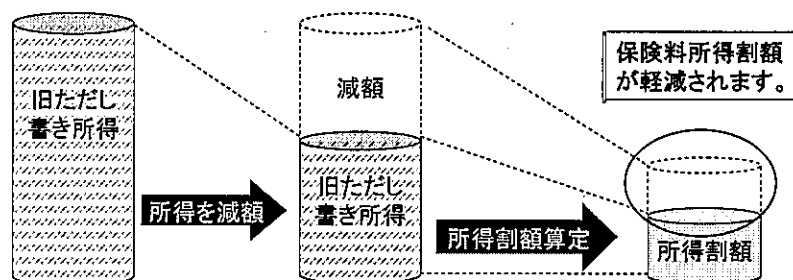 旧ただし
書き所得
所得を減額
減額
旧ただし
書き所得
所得割額算定
保険料所得割額
が軽減されます。
所得割額